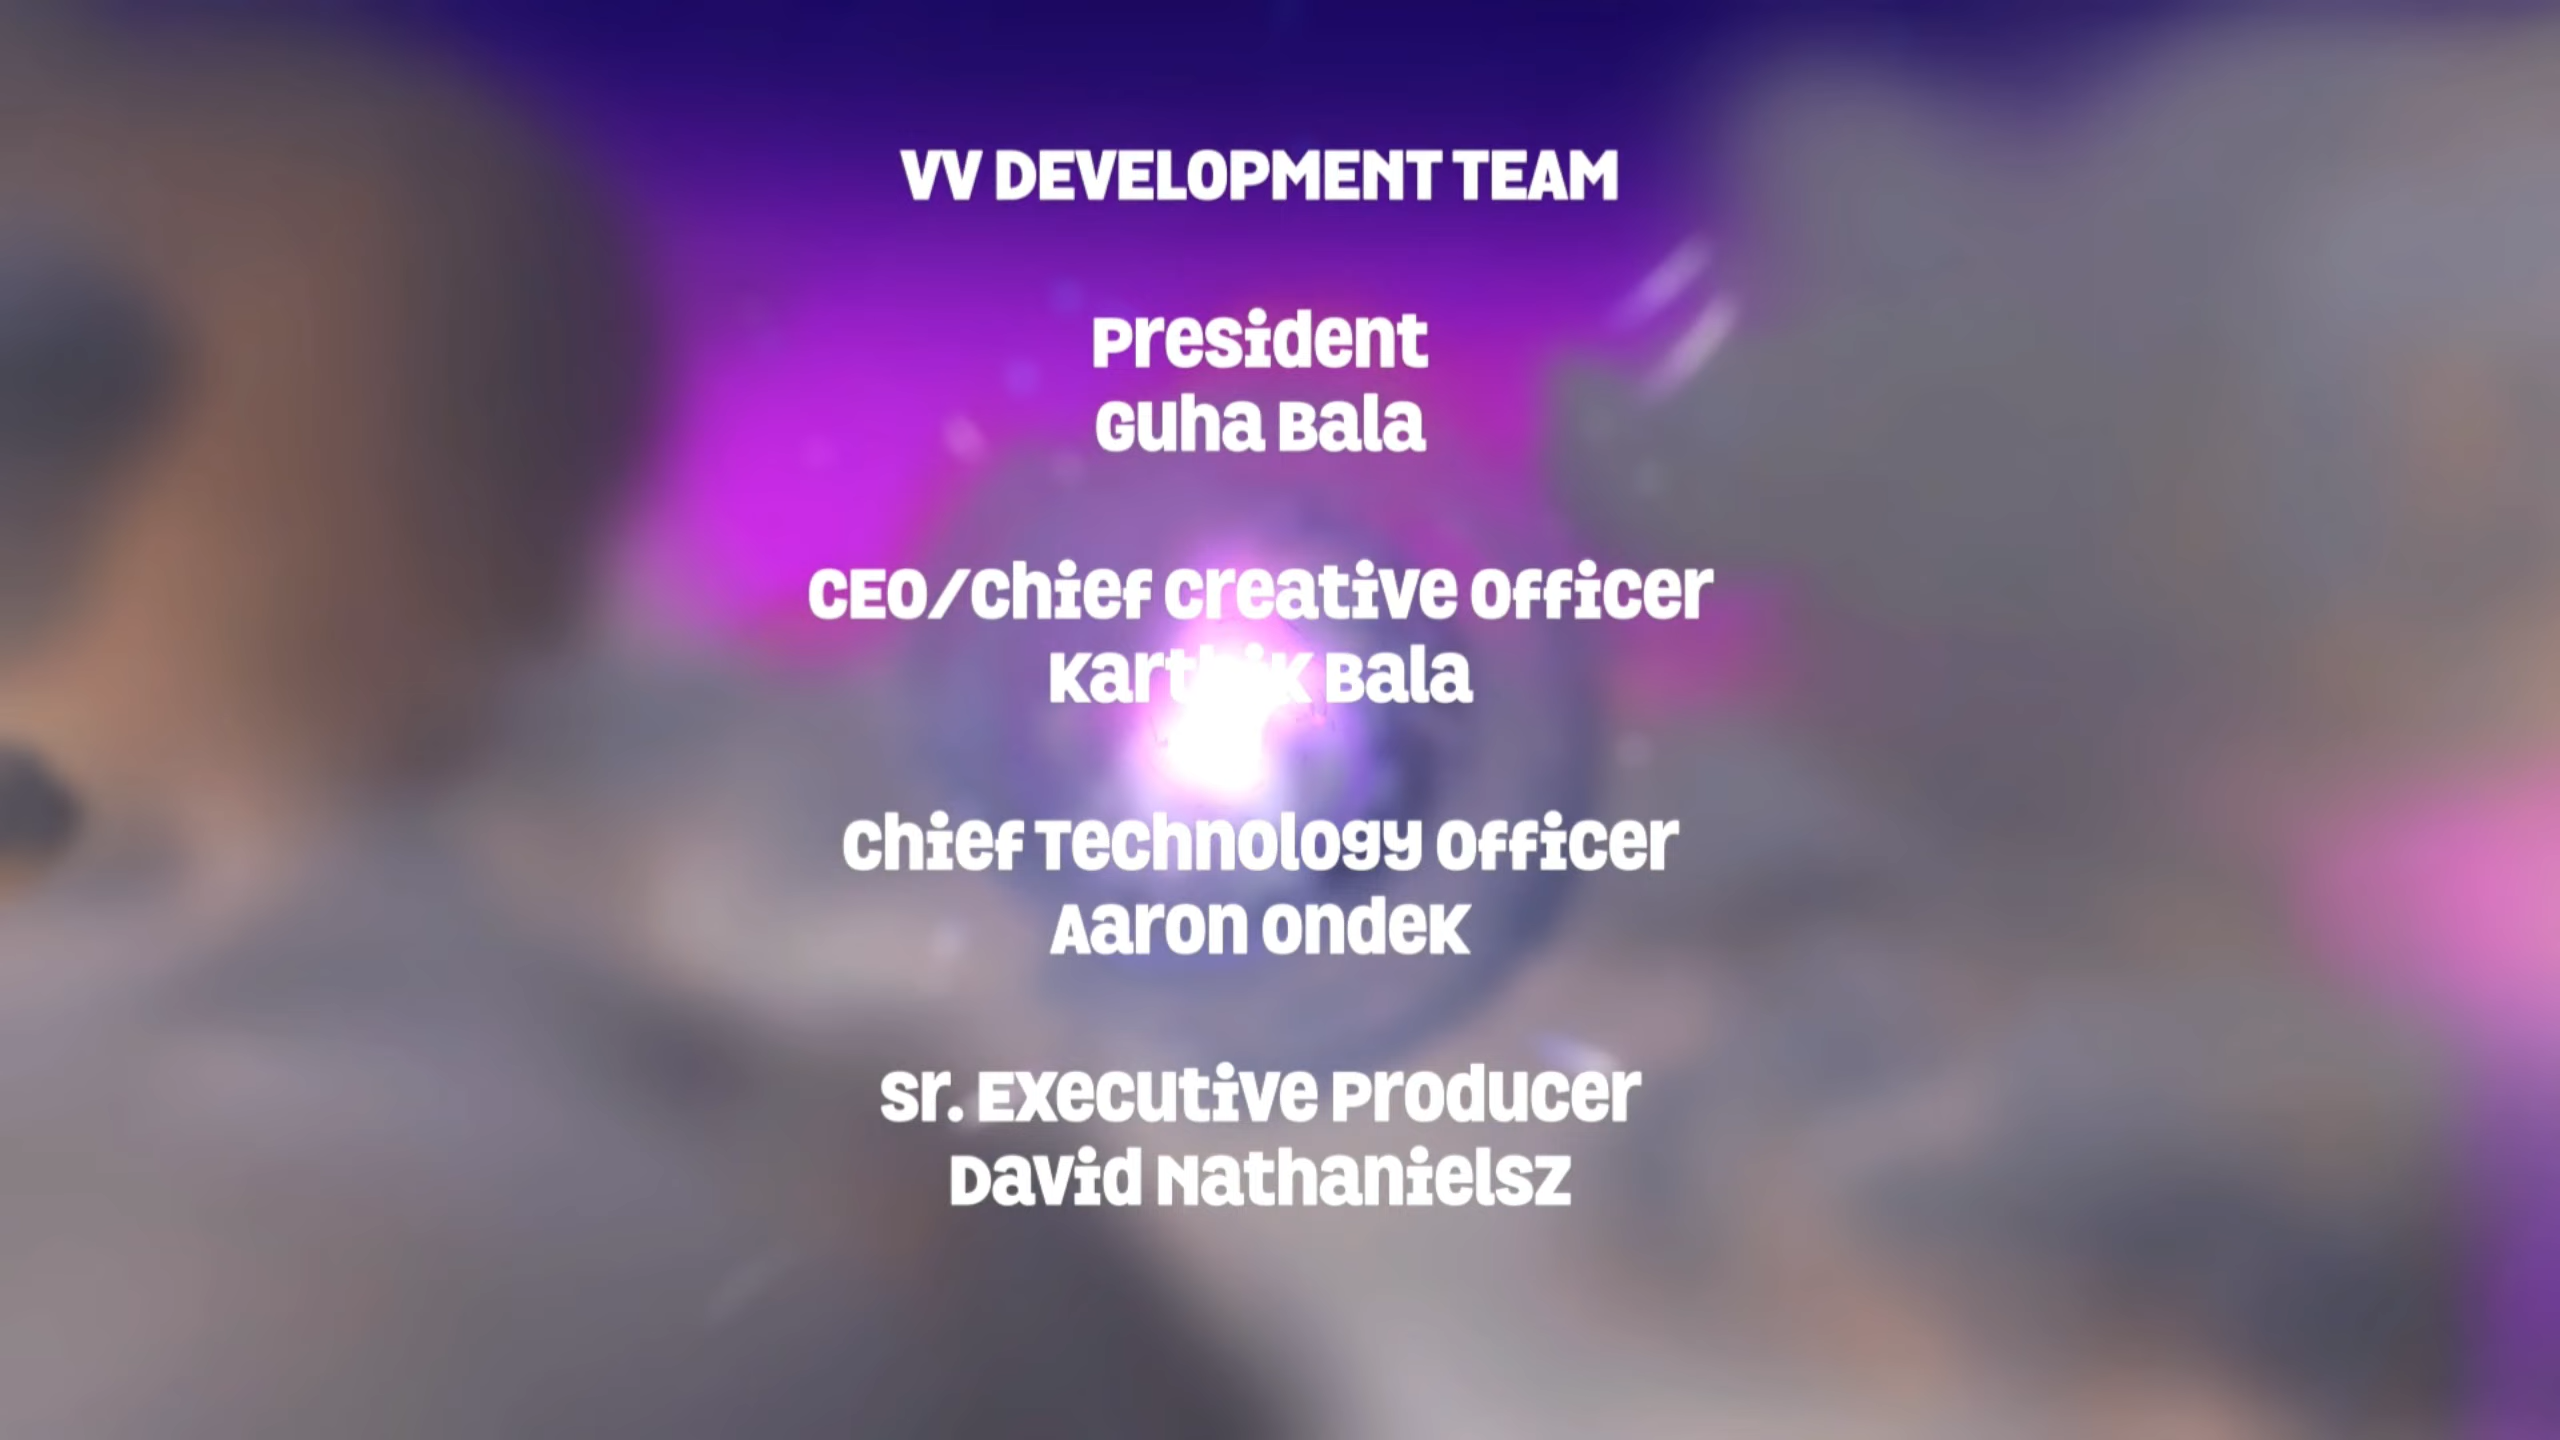 VV DEVELOPMENT TEAM
President
Guha Bala
CEO/Chief Creative Officer
Karthik Bala
Chief Technology Officer
Aaron Ondek
Sr. Executive Producer
David Nathanielsz